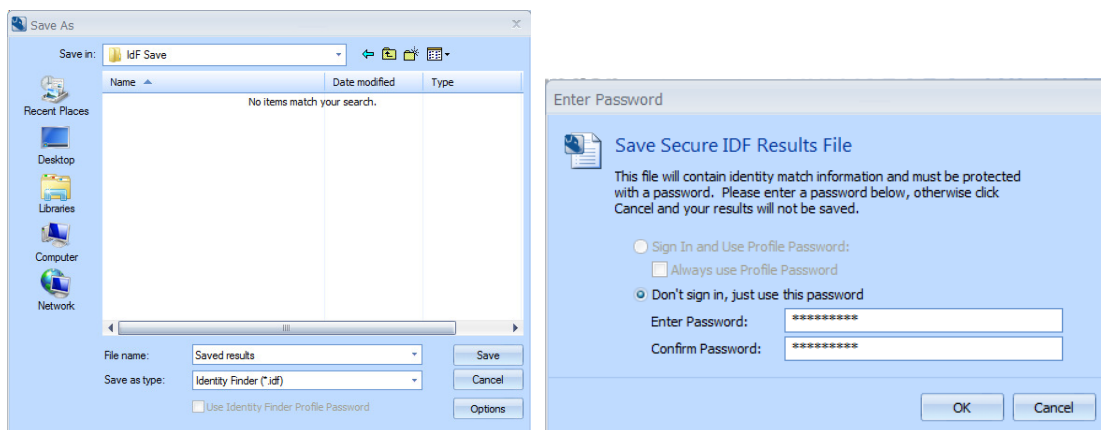 Save As
Save in:
IdF Save
Name
Date modified
Type
No items match your search.
Recent Places
Desktop
Libraries
Computer
Network
File name:
Saved results
Save
Save as type:
Identity Finder (*.idf)
Cancel
Use Identity Finder Profile Password
Options
Enter Password
Save Secure IDF Results File
This file will contain identity match information and must be protected
with a password. Please enter a password below, otherwise click
Cancel and your results will not be saved.
Sign In and Use Profile Password:
Always use Profile Password
Don't sign in, just use this password
Enter Password:
*********
Confirm Password:
*********
OK
Cancel